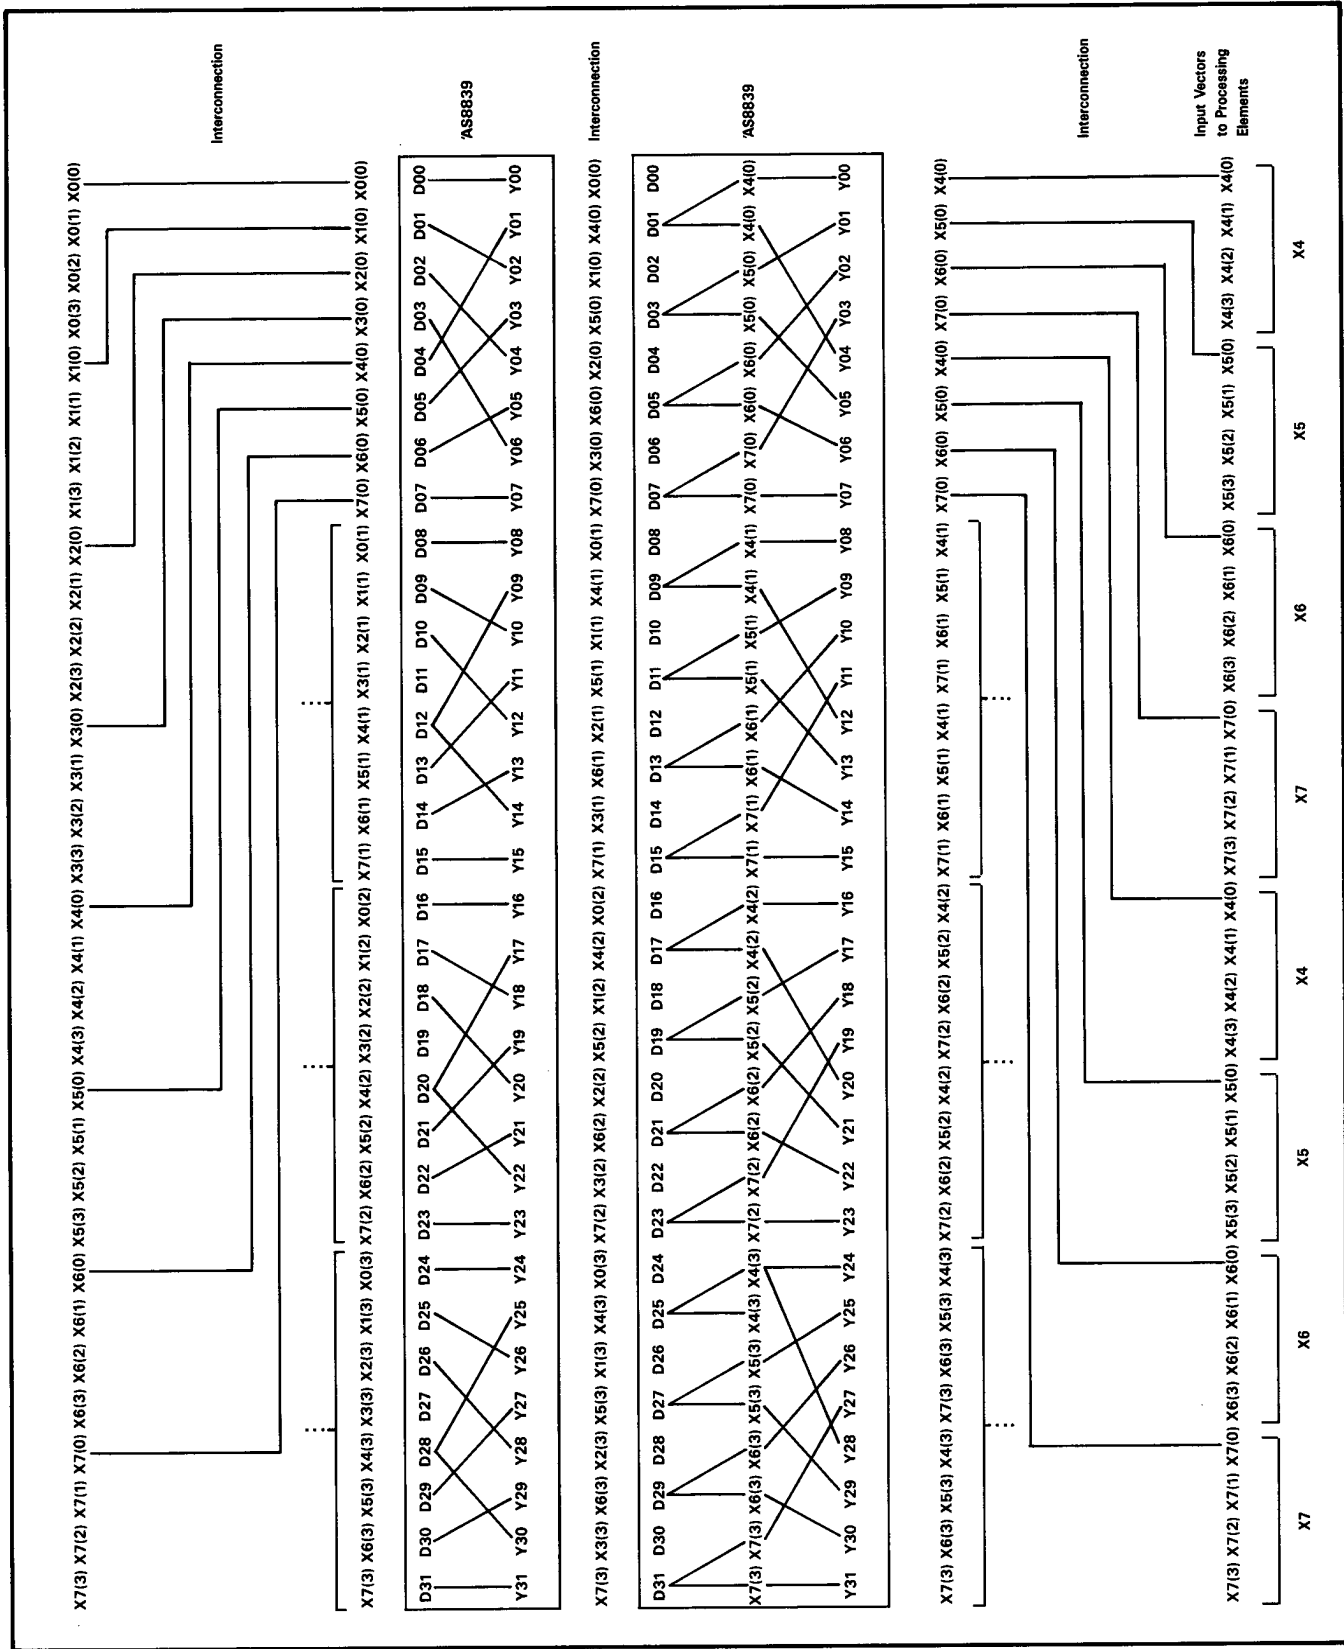 X7(3) X7(2) X7(1) X7(0) X6(3) X6(2) X6(1) X6(0) X5(3) X5(2) X5(1) X5(0) X4(3) X4(2) X4(1) X4(0) X3(3) X3(2) X3(1) X3(0) X2(3) X2(2) X2(1) X2(0) X1(3) X1(2) X1(1) X1(0) X0(3) X0(2) X0(1) X0(0)
Interconnection
X7(3) X6(3) X5(3) X4(3) X3(3) X2(3) X1(3) X0(3) X7(2) X6(2) X5(2) X4(2) X3(2) X2(2) X1(2) X0(2) X7(1) X6(1) X5(1) X4(1) X3(1) X2(1) X1(1) X0(1) X7(0) X6(0) X5(0) X4(0) X3(0) X2(0) X1(0) X0(0)
D31 D30 D29 D28 D27 D26 D25 D24 D23 D22 D21 D20 D19 D18 D17 D16 D15 D14 D13 D12 D11 D10 D09 D08 D07 D06 D05 D04 D03 D02 D01 D00
'AS8839
Y31 Y30 Y29 Y28 Y27 Y26 Y25 Y24 Y23 Y22 Y21 Y20 Y19 Y18 Y17 Y16 Y15 Y14 Y13 Y12 Y11 Y10 Y09 Y08 Y07 Y06 Y05 Y04 Y03 Y02 Y01 Y00
X7(3) X3(3) X6(3) X2(3) X5(3) X1(3) X4(3) X0(3) X7(2) X3(2) X6(2) X2(2) X5(2) X1(2) X4(2) X0(2) X7(1) X3(1) X6(1) X2(1) X5(1) X1(1) X4(1) X0(1) X7(0) X3(0) X6(0) X2(0) X5(0) X1(0) X4(0) X0(0) Interconnection
D31 D30 D29 D28 D27 D26 D25 D24 D23 D22 D21 D20 D19 D18 D17 D16 D15 D14 D13 D12 D11 D10 D09 D08 D07 D06 D05 D04 D03 D02 D01 D00
X7(3) X7(3) X6(3) X6(3) X5(3) X5(3) X4(3) X4(3) X7(2) X7(2) X6(2) X6(2) X5(2) X5(2) X4(2) X4(2) X7(1) X7(1) X6(1) X6(1) X5(1) X5(1) X4(1) X4(1) X7(0) X7(0) X6(0) X6(0) X5(0) X5(0) X4(0) X4(0) 'AS8839
Y31 Y30 Y29 Y28 Y27 Y26 Y25 Y24 Y23 Y22 Y21 Y20 Y19 Y18 Y17 Y16 Y15 Y14 Y13 Y12 Y11 Y10 Y09 Y08 Y07 Y06 Y05 Y04 Y03 Y02 Y01 Y00
X7(3) X6(3) X5(3) X4(3) X7(3) X6(3) X5(3) X4(3) X7(2) X6(2) X5(2) X4(2) X7(2) X6(2) X5(2) X4(2) X7(1) X6(1) X5(1) X4(1) X7(1) X6(1) X5(1) X4(1) X7(0) X6(0) X5(0) X4(0) X7(0) X6(0) X5(0) X4(0)
Interconnection
X7(3) X7(2) X7(1) X7(0) X6(3) X6(2) X6(1) X6(0) X5(3) X5(2) X5(1) X5(0) X4(3) X4(2) X4(1) X4(0) X7(3) X7(2) X7(1) X7(0) X6(3) X6(2) X6(1) X6(0) X5(3) X5(2) X5(1) X5(0) X4(3) X4(2) X4(1) X4(0)
Input Vectors
to Processing
Elements
X7 X6 X5 X4 X7 X6 X5 X4